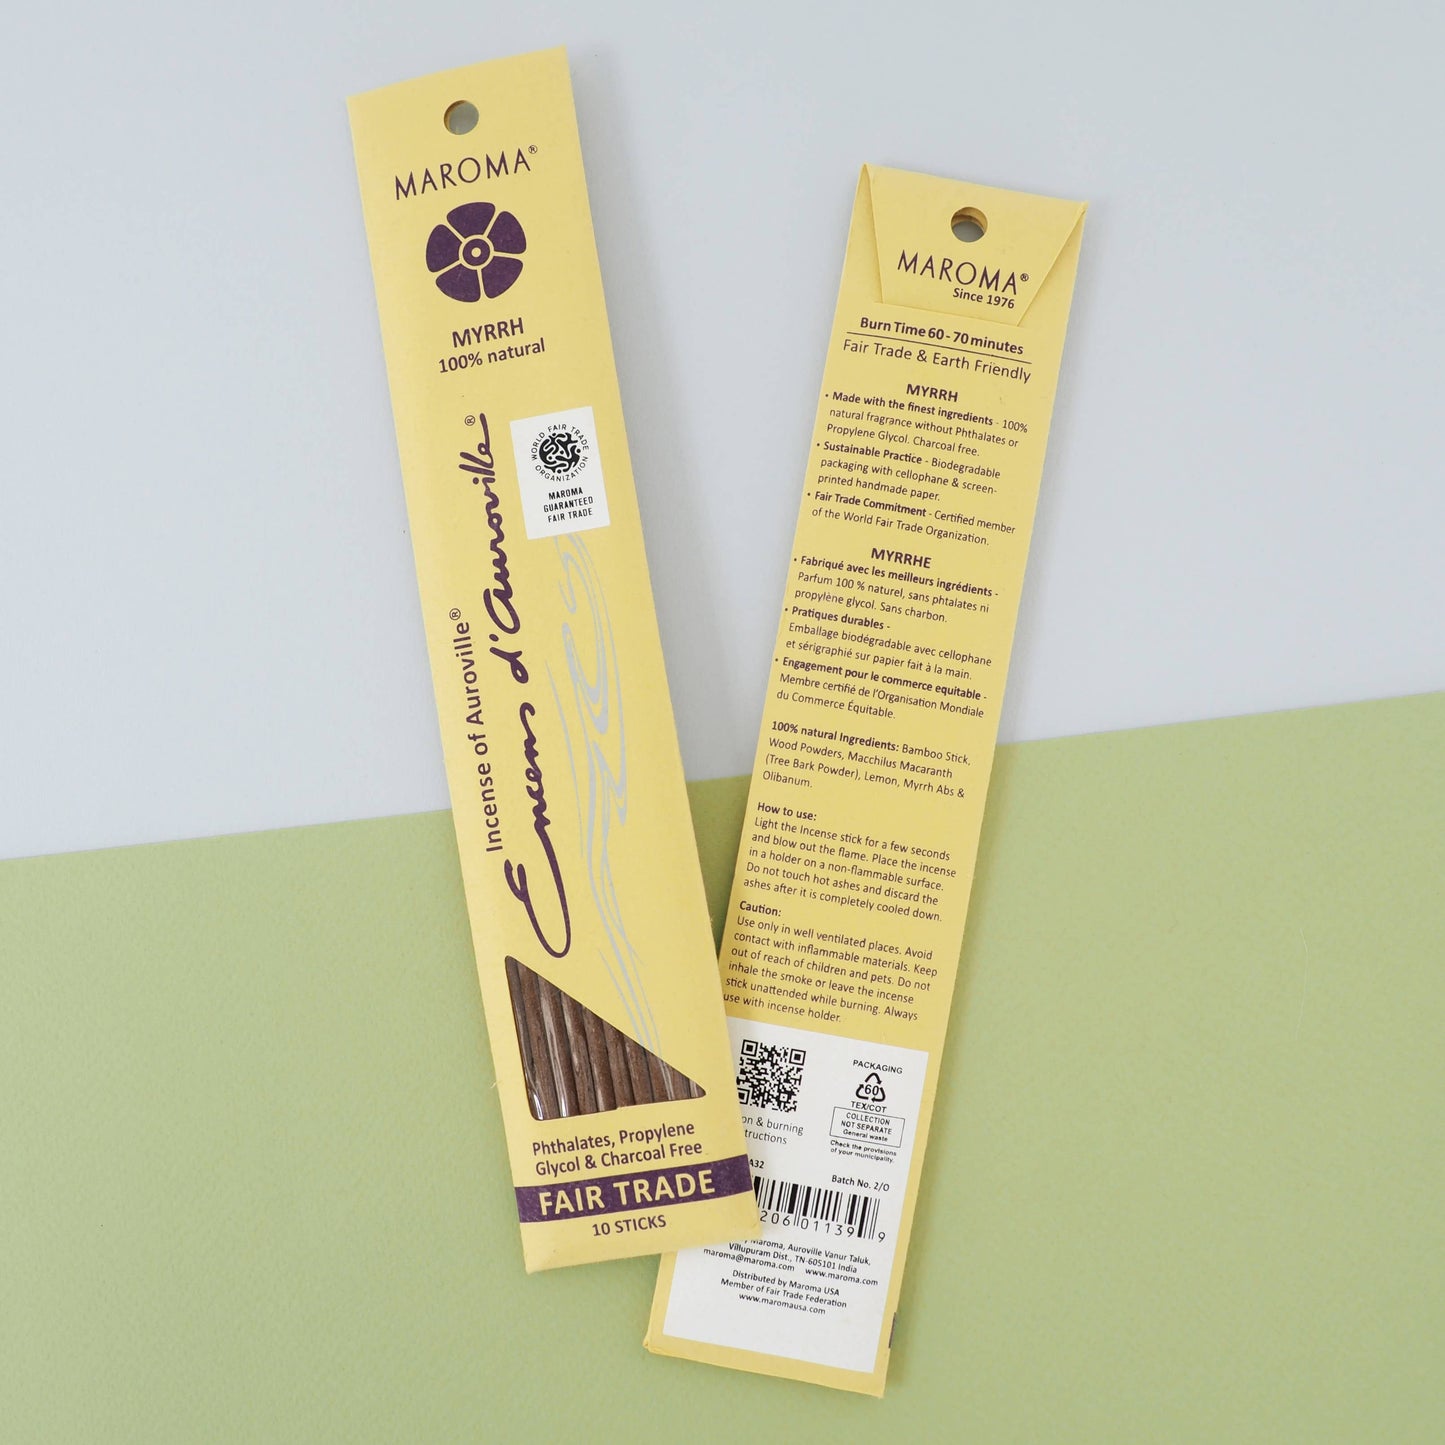 MAROMA®
MYRRH
100% natural
WORLD FAIR TRADE ORGANIZATION
MAROMA
GUARANTEED
FAIR TRADE
Incense of Auroville®
Encens d'Auroville®
Phthalates, Propylene
Glycol & Charcoal Free
FAIR TRADE
10 STICKS
MAROMA®
Since 1976
Burn Time 60 - 70 minutes
Fair Trade & Earth Friendly
MYRRH
• Made with the finest ingredients - 100%
natural fragrance without Phthalates or
Propylene Glycol. Charcoal free.
• Sustainable Practice - Biodegradable
packaging with cellophane & screen-
printed handmade paper.
• Fair Trade Commitment - Certified member
of the World Fair Trade Organization.
MYRRHE
• Fabriqué avec les meilleurs ingrédients -
Parfum 100 % naturel, sans phtalates ni
propylène glycol. Sans charbon.
• Pratiques durables -
Emballage biodégradable avec cellophane
et sérigraphié sur papier fait à la main.
• Engagement pour le commerce equitable -
Membre certifié de l'Organisation Mondiale
du Commerce Équitable.
100% natural Ingredients: Bamboo Stick,
Wood Powders, Macchilus Macaranth
(Tree Bark Powder), Lemon, Myrrh Abs &
Olibanum.
How to use:
Light the Incense stick for a few seconds
and blow out the flame. Place the incense
in a holder on a non-flammable surface.
Do not touch hot ashes and discard the
ashes after it is completely cooled down.
Caution:
Use only in well ventilated places. Avoid
contact with inflammable materials. Keep
out of reach of children and pets. Do not
inhale the smoke or leave the incense
stick unattended while burning. Always
use with incense holder.
PACKAGING
60
TEX/COT
COLLECTION
NOT SEPARATE
General waste
Check the provisions
of your municipality.
& burning
A32
Batch No. 2/O
206 01139 9
Maroma, Auroville Vanur Taluk,
Villupuram Dist., TN-605101 India
maroma@maroma.com www.maroma.com
Distributed by Maroma USA
Member of Fair Trade Federation
www.maromausa.com